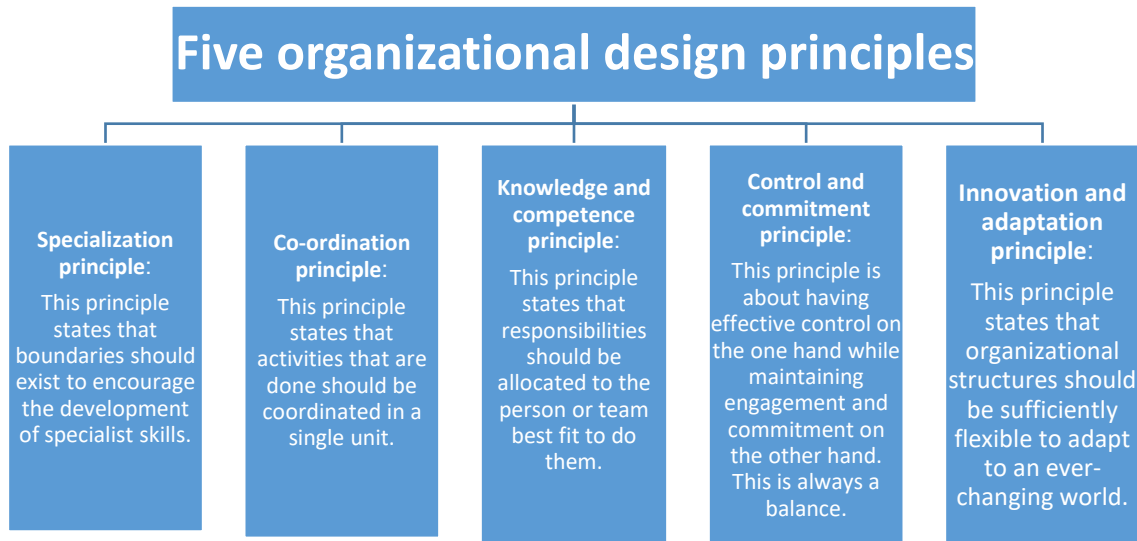 Five organizational design principles
Specialization
principle:
This principle
states that
boundaries should
exist to encourage
the development
of specialist skills.
Co-ordination
principle:
This principle
states that
activities that are
done should be
coordinated in a
single unit.
Knowledge and
competence
principle:
This principle
states that
responsibilities
should be
allocated to the
person or team
best fit to do
them.
Control and
commitment
principle:
This principle is
about having
effective control on
the one hand while
maintaining
engagement and
commitment on
the other hand.
This is always a
balance.
Innovation and
adaptation
principle:
This principle
states that
organizational
structures should
be sufficiently
flexible to adapt
to an ever-
changing world.